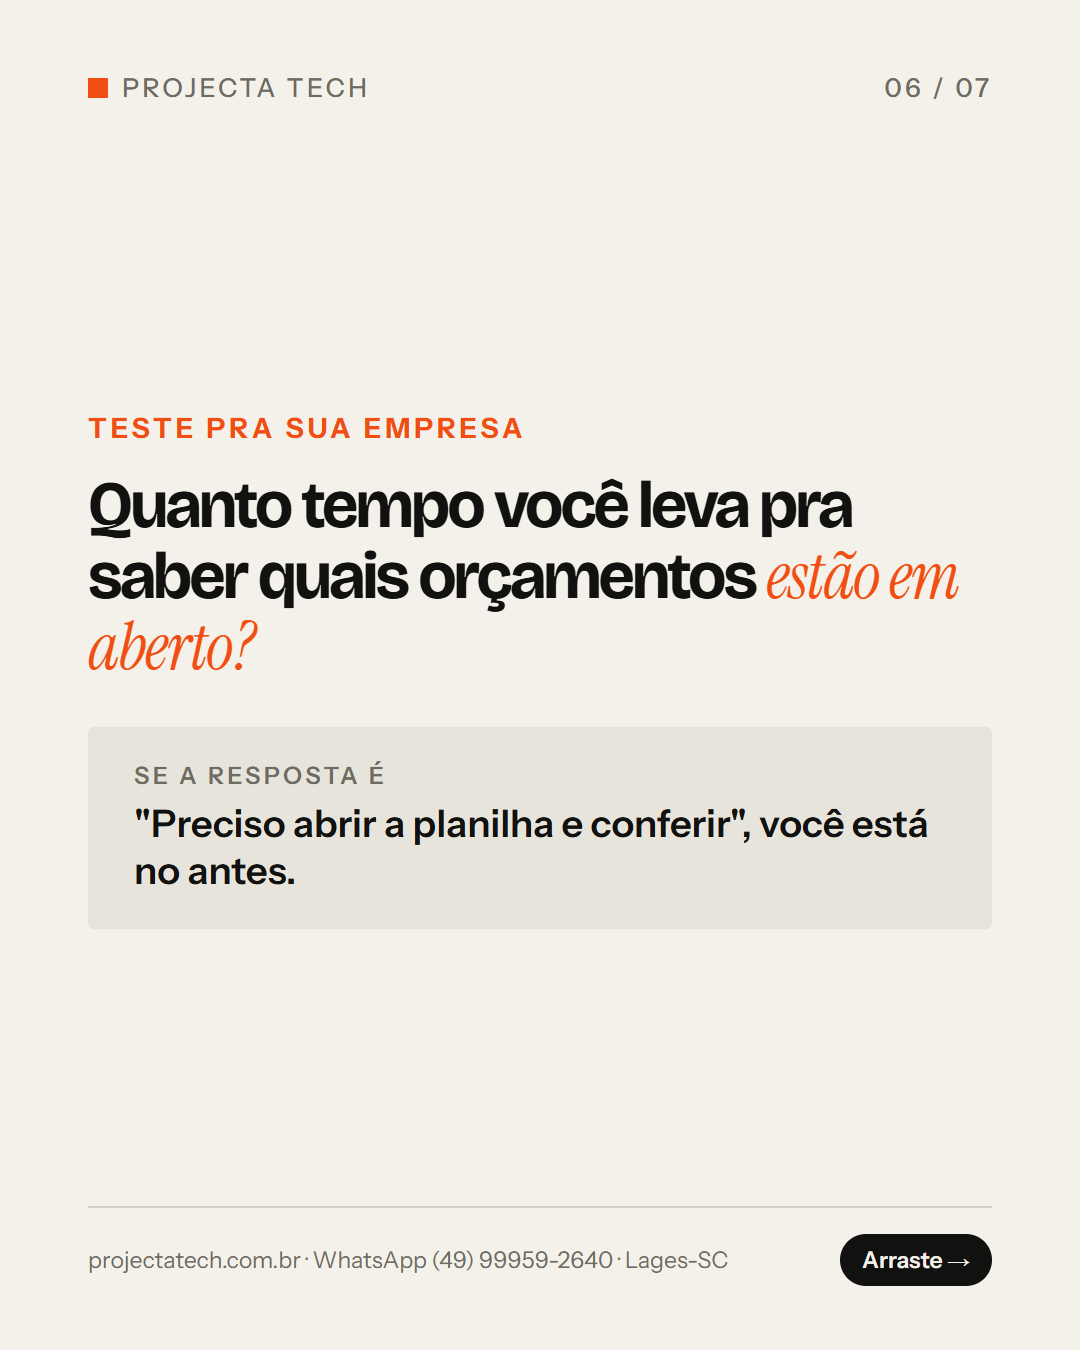 PROJECTA TECH
06 / 07
TESTE PRA SUA EMPRESA
Quanto tempo você leva pra
saber quais orçamentos estão em
aberto?
SE A RESPOSTA É
"Preciso abrir a planilha e conferir", você está
no antes.
projectatech.com.br · WhatsApp (49) 99959-2640 · Lages-SC
Arraste →